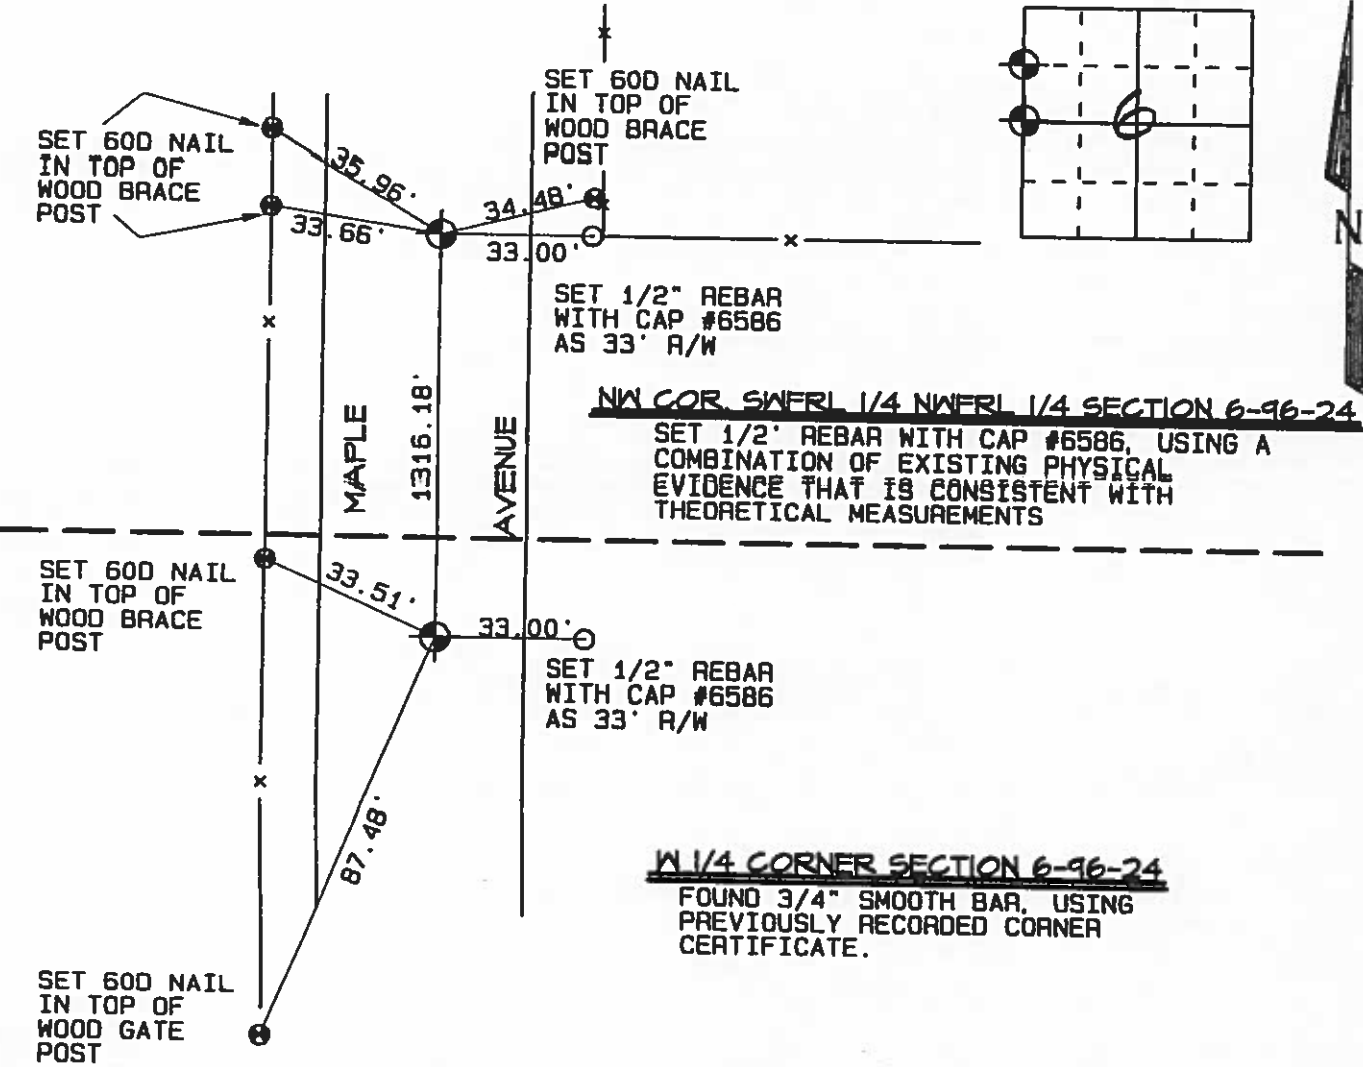 SET 60D NAIL
IN TOP OF
WOOD BRACE
POST
SET 60D NAIL
IN TOP OF
WOOD BRACE
POST
35.96'
33.66'
34.48'
33.00'
6
N
SET 1/2" REBAR
WITH CAP #6586
AS 33' R/W
MAPLE
1316.18'
AVENUE
NW COR. SWFRL 1/4 NWFRL 1/4 SECTION 6-96-24
SET 1/2' REBAR WITH CAP #6586, USING A
COMBINATION OF EXISTING PHYSICAL
EVIDENCE THAT IS CONSISTENT WITH
THEORETICAL MEASUREMENTS
SET 60D NAIL
IN TOP OF
WOOD BRACE
POST
33.51'
33.00'
SET 1/2" REBAR
WITH CAP #6586
AS 33' R/W
87.48'
W 1/4 CORNER SECTION 6-96-24
FOUND 3/4" SMOOTH BAR, USING
PREVIOUSLY RECORDED CORNER
CERTIFICATE.
SET 60D NAIL
IN TOP OF
WOOD GATE
POST